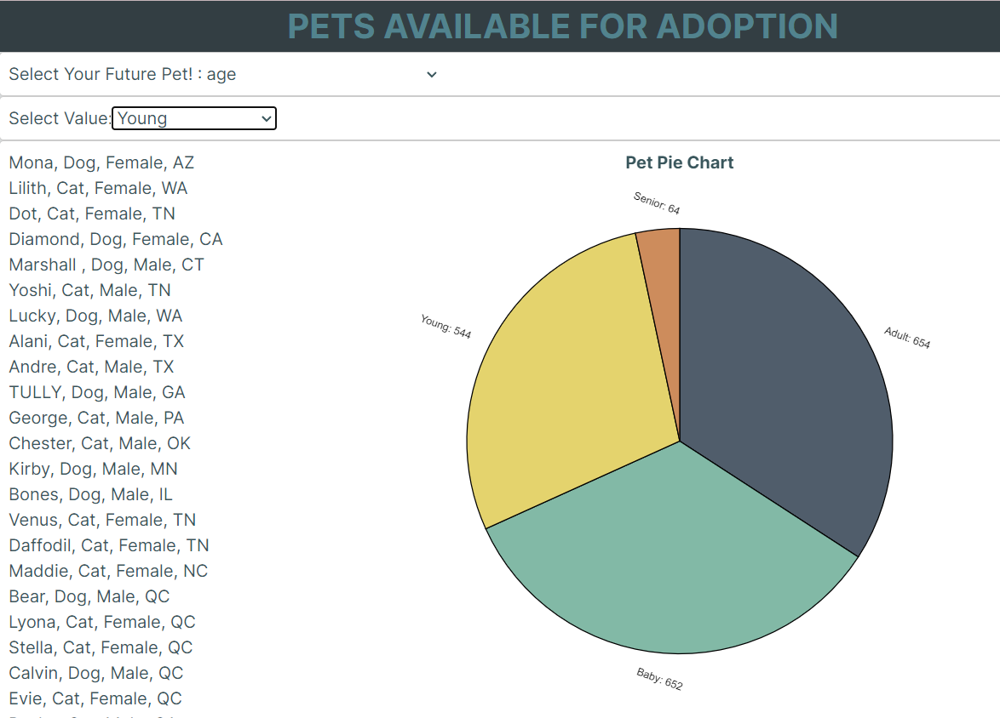 PETS AVAILABLE FOR ADOPTION
Select Your Future Pet! : age
Select Value: Young
Mona, Dog, Female, AZ
Lilith, Cat, Female, WA
Dot, Cat, Female, TN
Diamond, Dog, Female, CA
Marshall , Dog, Male, CT
Yoshi, Cat, Male, TN
Lucky, Dog, Male, WA
Alani, Cat, Female, TX
Andre, Cat, Male, TX
TULLY, Dog, Male, GA
George, Cat, Male, PA
Chester, Cat, Male, OK
Kirby, Dog, Male, MN
Bones, Dog, Male, IL
Venus, Cat, Female, TN
Daffodil, Cat, Female, TN
Maddie, Cat, Female, NC
Bear, Dog, Male, QC
Lyona, Cat, Female, QC
Stella, Cat, Female, QC
Calvin, Dog, Male, QC
Evie, Cat, Female, QC
Pet Pie Chart
Senior: 64
Young: 544
Adult: 654
Baby: 652